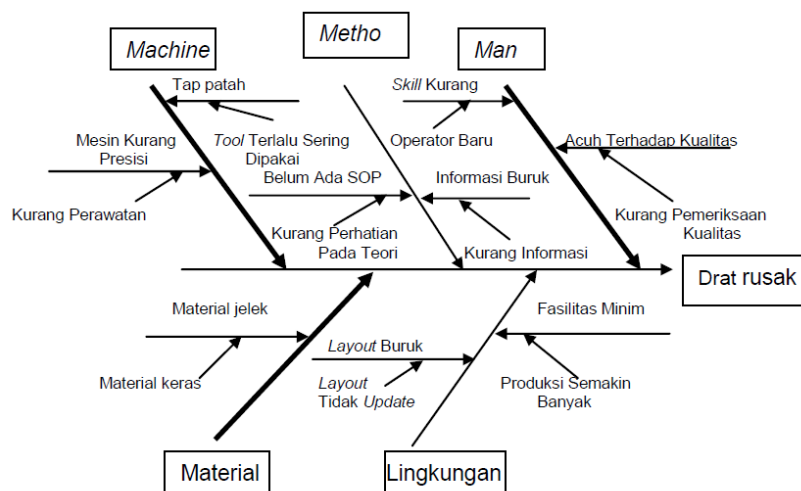 Machine
Metho
Man
Tap patah
Skill Kurang
Mesin Kurang
Presisi
Tool Terlalu Sering
Dipakai
Operator Baru
Acuh Terhadap Kualitas
Belum Ada SOP
Informasi Buruk
Kurang Perawatan
Kurang Perhatian
Pada Teori
Kurang Informasi
Kurang Pemeriksaan
Kualitas
Drat rusak
Material jelek
Fasilitas Minim
Layout Buruk
Material keras
Layout
Tidak Update
Produksi Semakin
Banyak
Material
Lingkungan